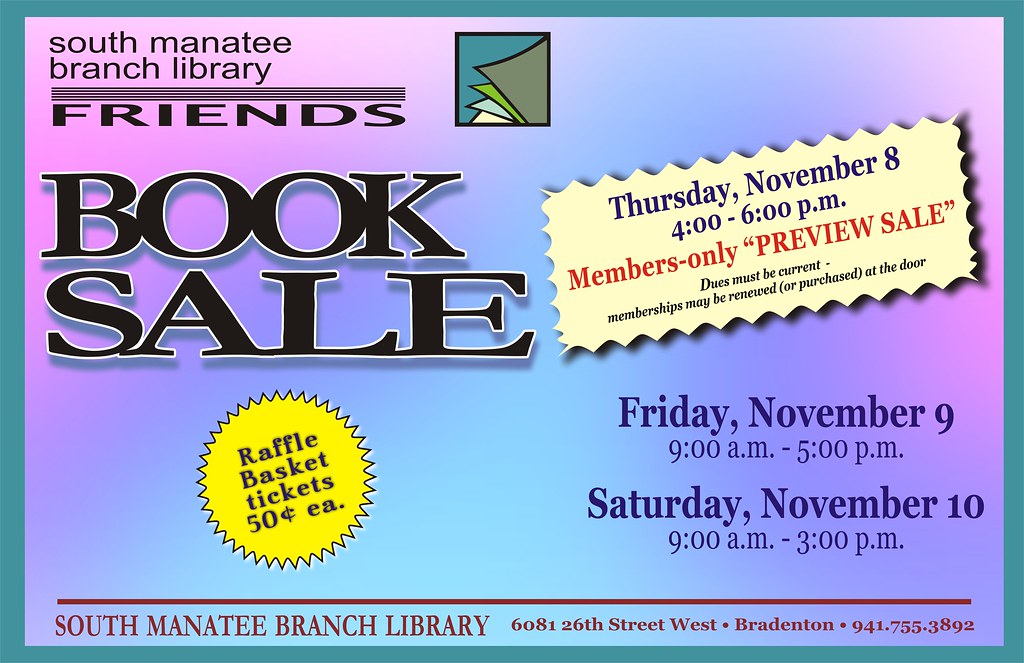 south manatee
branch library
FRIENDS
BOOK
SALE
Thursday, November 8
4:00 - 6:00 p.m.
Members-only “PREVIEW SALE”
Dues must be current -
memberships may be renewed (or purchased) at the door
Raffle
Basket
tickets
50¢ ea.
Friday, November 9
9:00 a.m. - 5:00 p.m.
Saturday, November 10
9:00 a.m. - 3:00 p.m.
SOUTH MANATEE BRANCH LIBRARY 6081 26th Street West • Bradenton • 941.755.3892